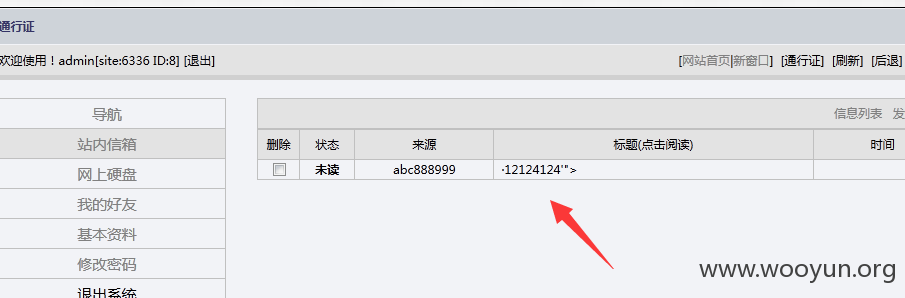 通行证
欢迎使用！admin[site:6336 ID:8] [退出]
[网站首页|新窗口] [通行证] [刷新] [后退]
导航
站内信箱
网上硬盘
我的好友
基本资料
修改密码
退出系统
信息列表 发
删除 状态 来源 标题(点击阅读) 时间
未读 abc888999 ·12124124'">
www.wooyun.org